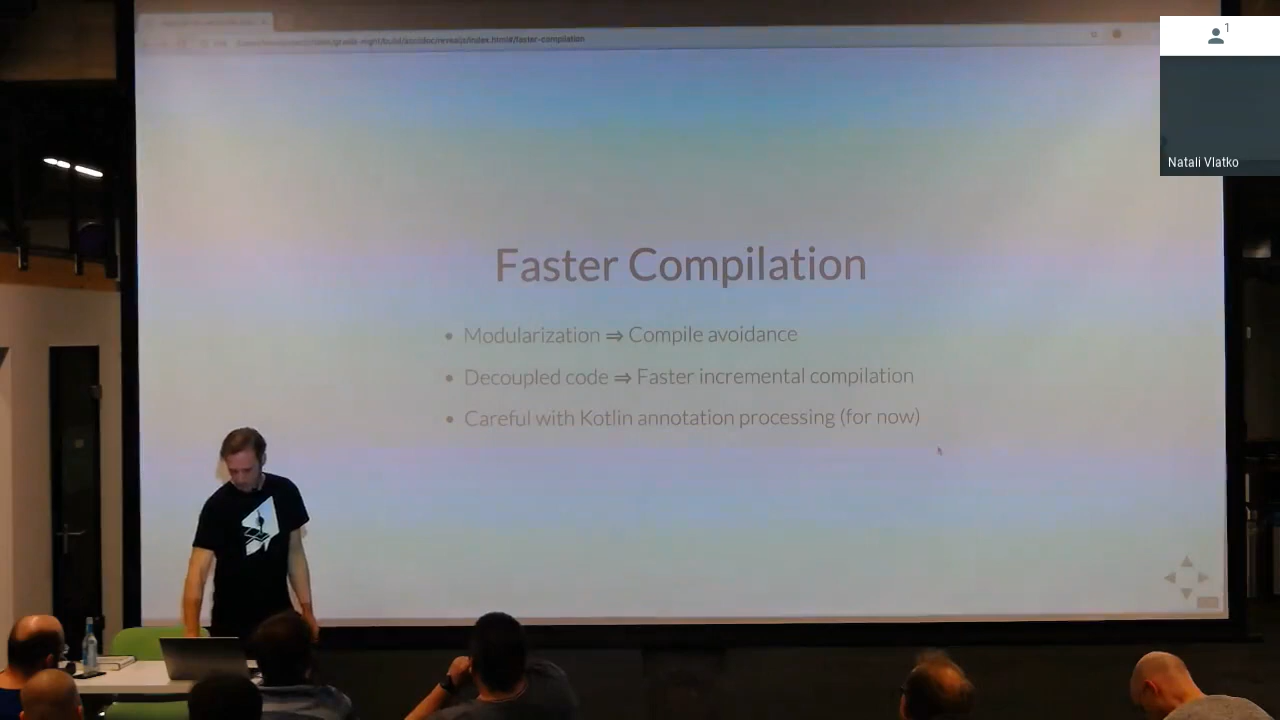 1
Natali Vlatko
Faster Compilation
• Modularization ⇒ Compile avoidance
• Decoupled code ⇒ Faster incremental compilation
• Careful with Kotlin annotation processing (for now)